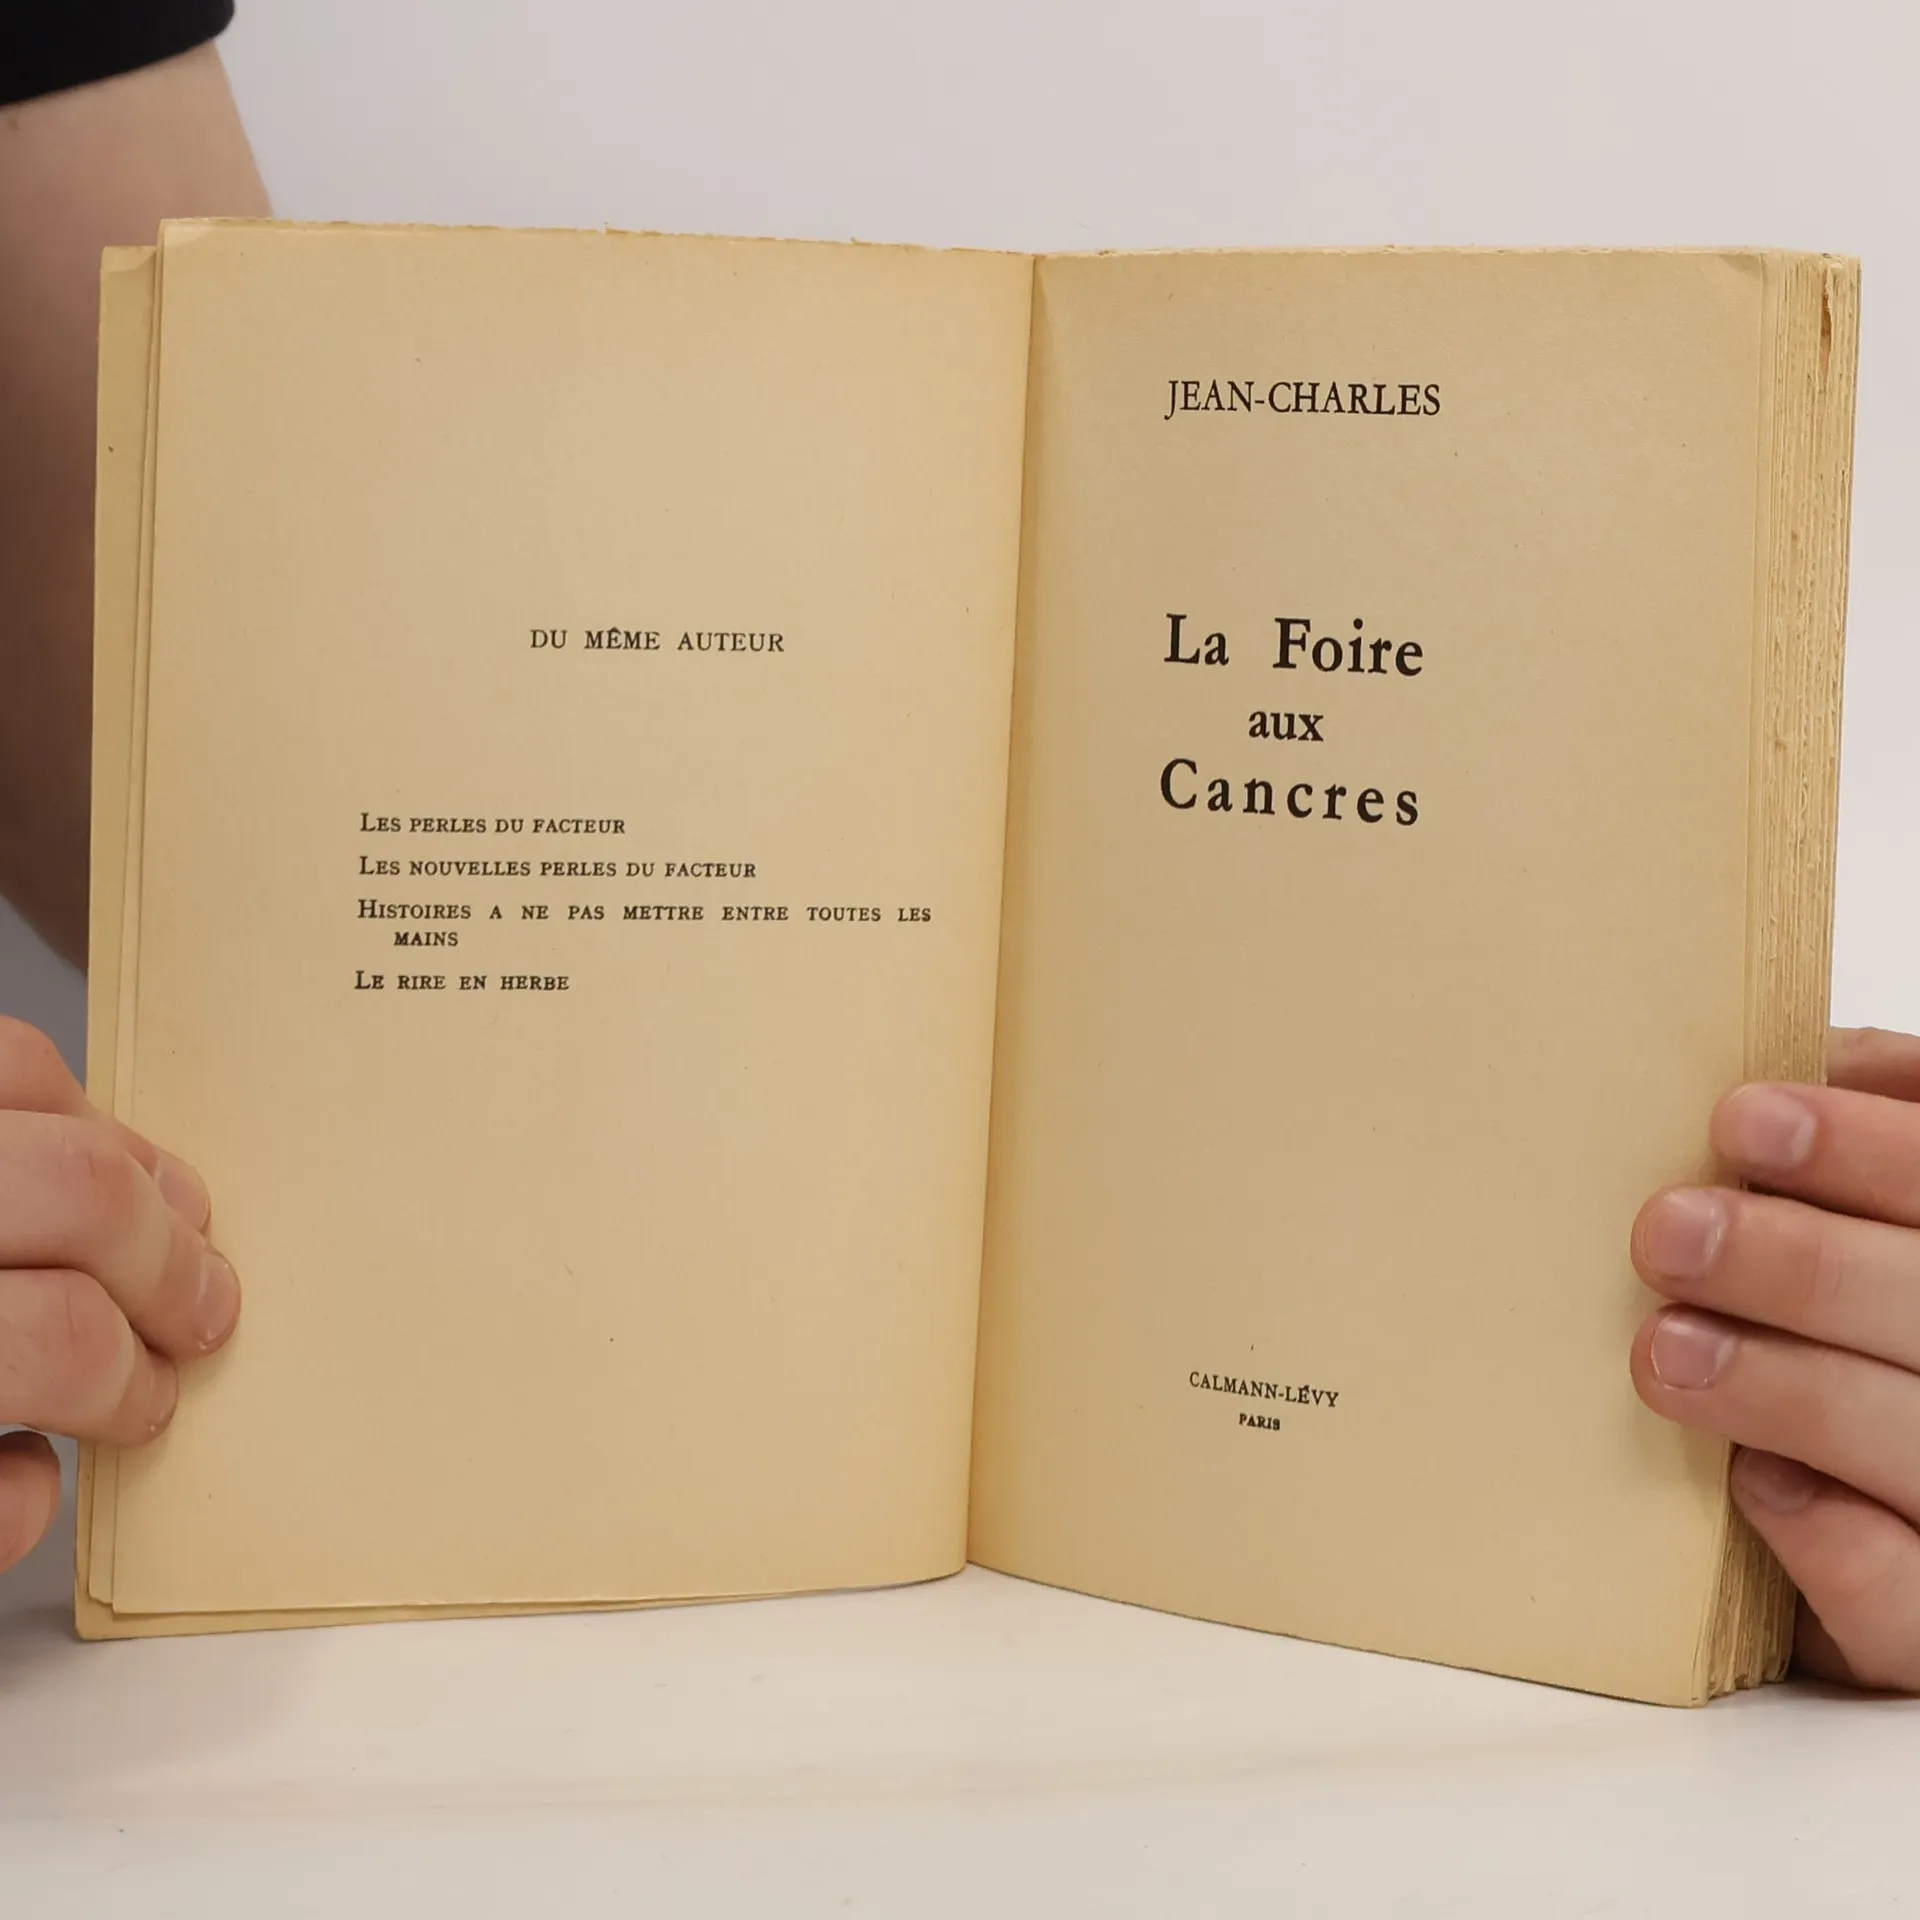 DU MÊME AUTEUR
LES PERLES DU FACTEUR
LES NOUVELLES PERLES DU FACTEUR
HISTOIRES A NE PAS METTRE ENTRE TOUTES LES
MAINS
LE RIRE EN HERBE
JEAN-CHARLES
La Foire
aux
Cancres
CALMANN-LÉVY
PARIS